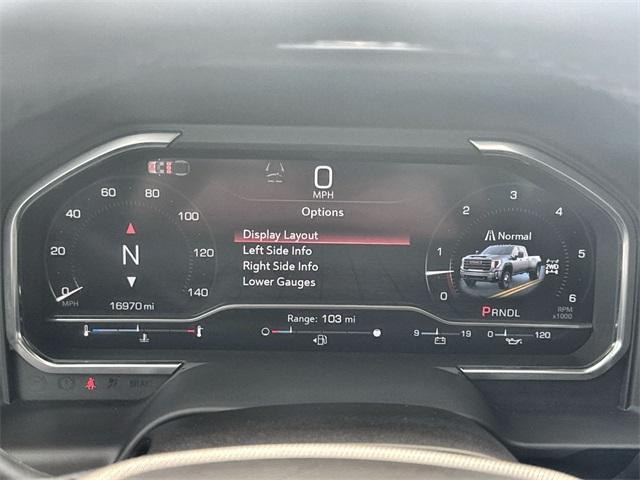 0
MPH
Options
Display Layout
Left Side Info
Right Side Info
Lower Gauges
0
20
40
60
80
100
120
140
MPH
N
16970 mi
Range: 103 mi
Normal
2WD
0
1
2
3
4
5
6
PRNDL
RPM
x1000
9
19
0
120